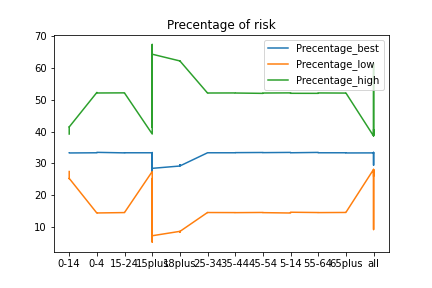 Precentage of risk
Precentage_best
Precentage_low
Precentage_high
70
60
50
40
30
20
10
0-14 0-4 15-24 15plus 18plus 25-34 35-44 45-54 5-14 55-64 65plus all